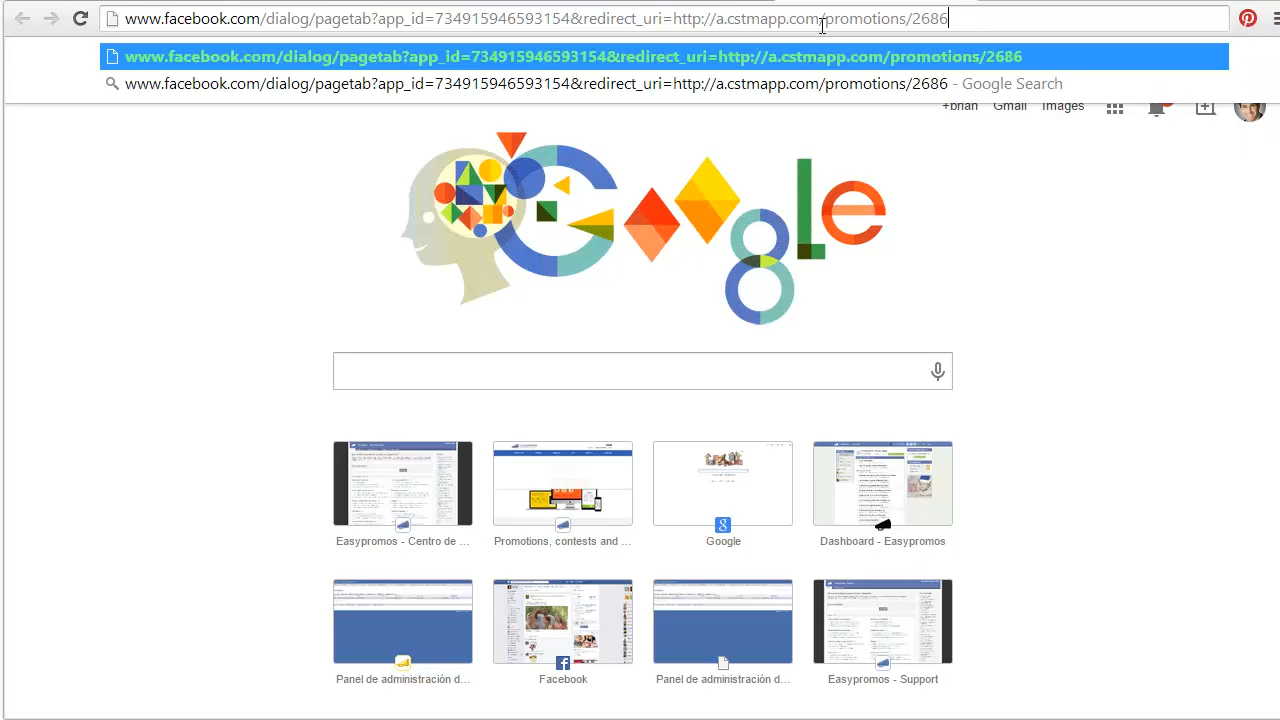 www.facebook.com/dialog/pagetab?app_id=734915946593154&redirect_uri=http://a.cstmapp.com/promotions/2686
www.facebook.com/dialog/pagetab?app_id=734915946593154&redirect_uri=http://a.cstmapp.com/promotions/2686
www.facebook.com/dialog/pagetab?app_id=734915946593154&redirect_uri=http://a.cstmapp.com/promotions/2686 - Google Search
+brian Gmail Images
Google
Easypromos - Centro de ... Promotions, contests and ... Google Dashboard - Easypromos
Panel de administración d... Facebook Panel de administración d... Easypromos - Support